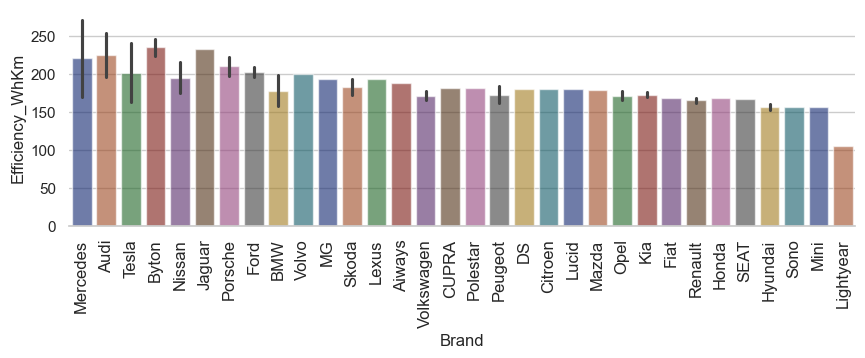 Efficiency_WhKm
250
200
150
100
50
0
Mercedes
Audi
Tesla
Byton
Nissan
Jaguar
Porsche
Ford
BMW
Volvo
MG
Skoda
Lexus
Aiways
Volkswagen
CUPRA
Polestar
Peugeot
DS
Citroen
Lucid
Mazda
Opel
Kia
Fiat
Renault
Honda
SEAT
Hyundai
Sono
Mini
Lightyear
Brand